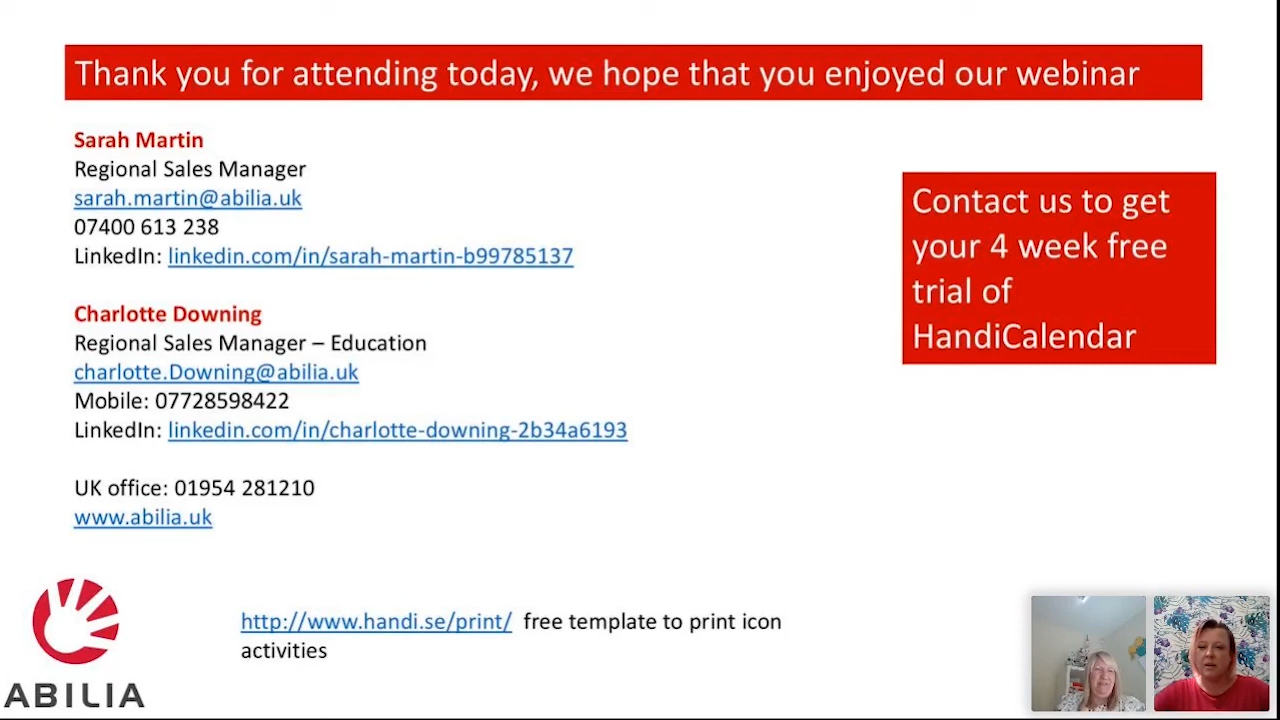 Thank you for attending today, we hope that you enjoyed our webinar
Sarah Martin
Regional Sales Manager
sarah.martin@abilia.uk
07400 613 238
LinkedIn: linkedin.com/in/sarah-martin-b99785137
Charlotte Downing
Regional Sales Manager – Education
charlotte.Downing@abilia.uk
Mobile: 07728598422
LinkedIn: linkedin.com/in/charlotte-downing-2b34a6193
UK office: 01954 281210
www.abilia.uk
Contact us to get
your 4 week free
trial of
HandiCalendar
http://www.handi.se/print/ free template to print icon
activities
ABILIA